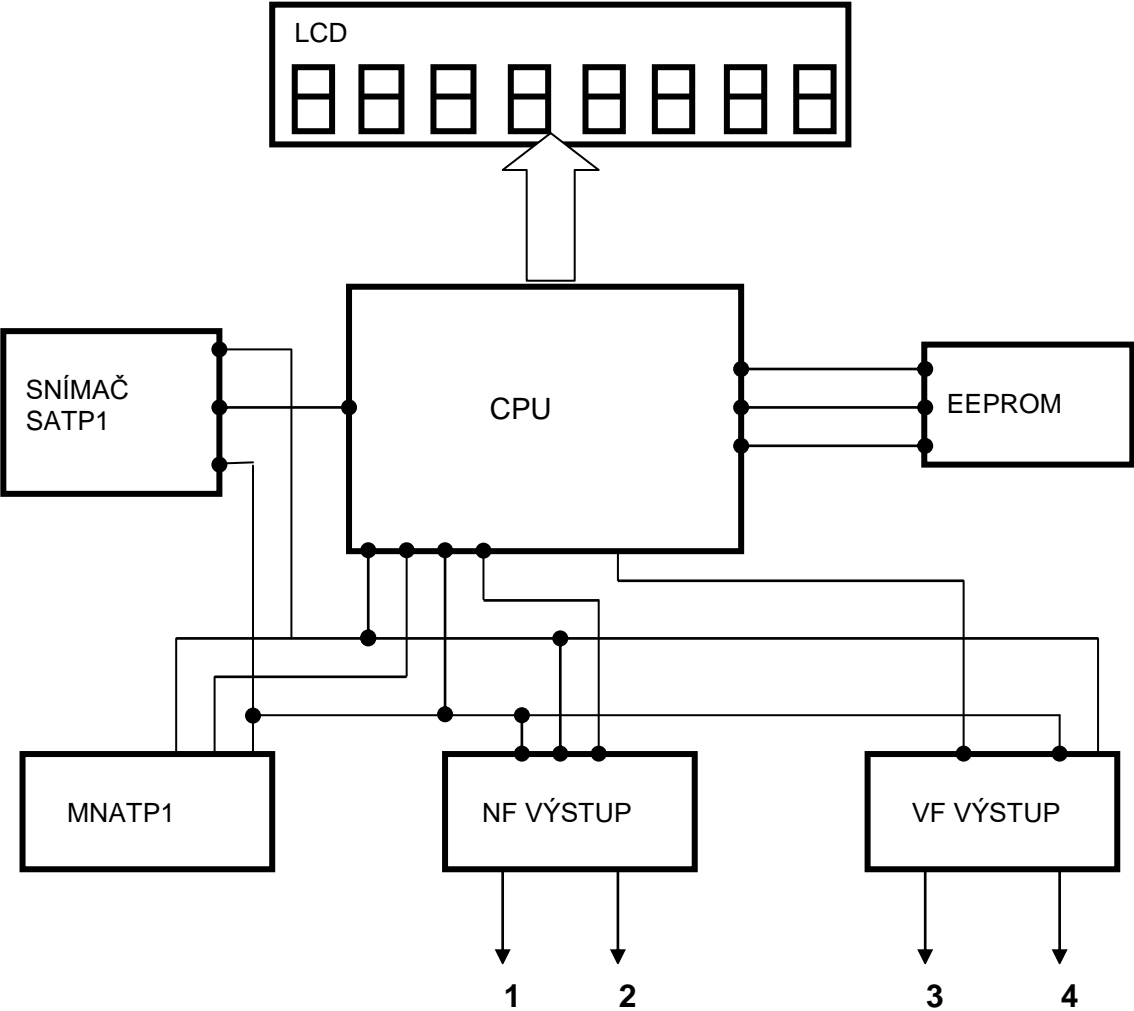 LCD
SNÍMAČ
SATP1
CPU
EEPROM
MNATP1
NF VÝSTUP
VF VÝSTUP
1
2
3
4